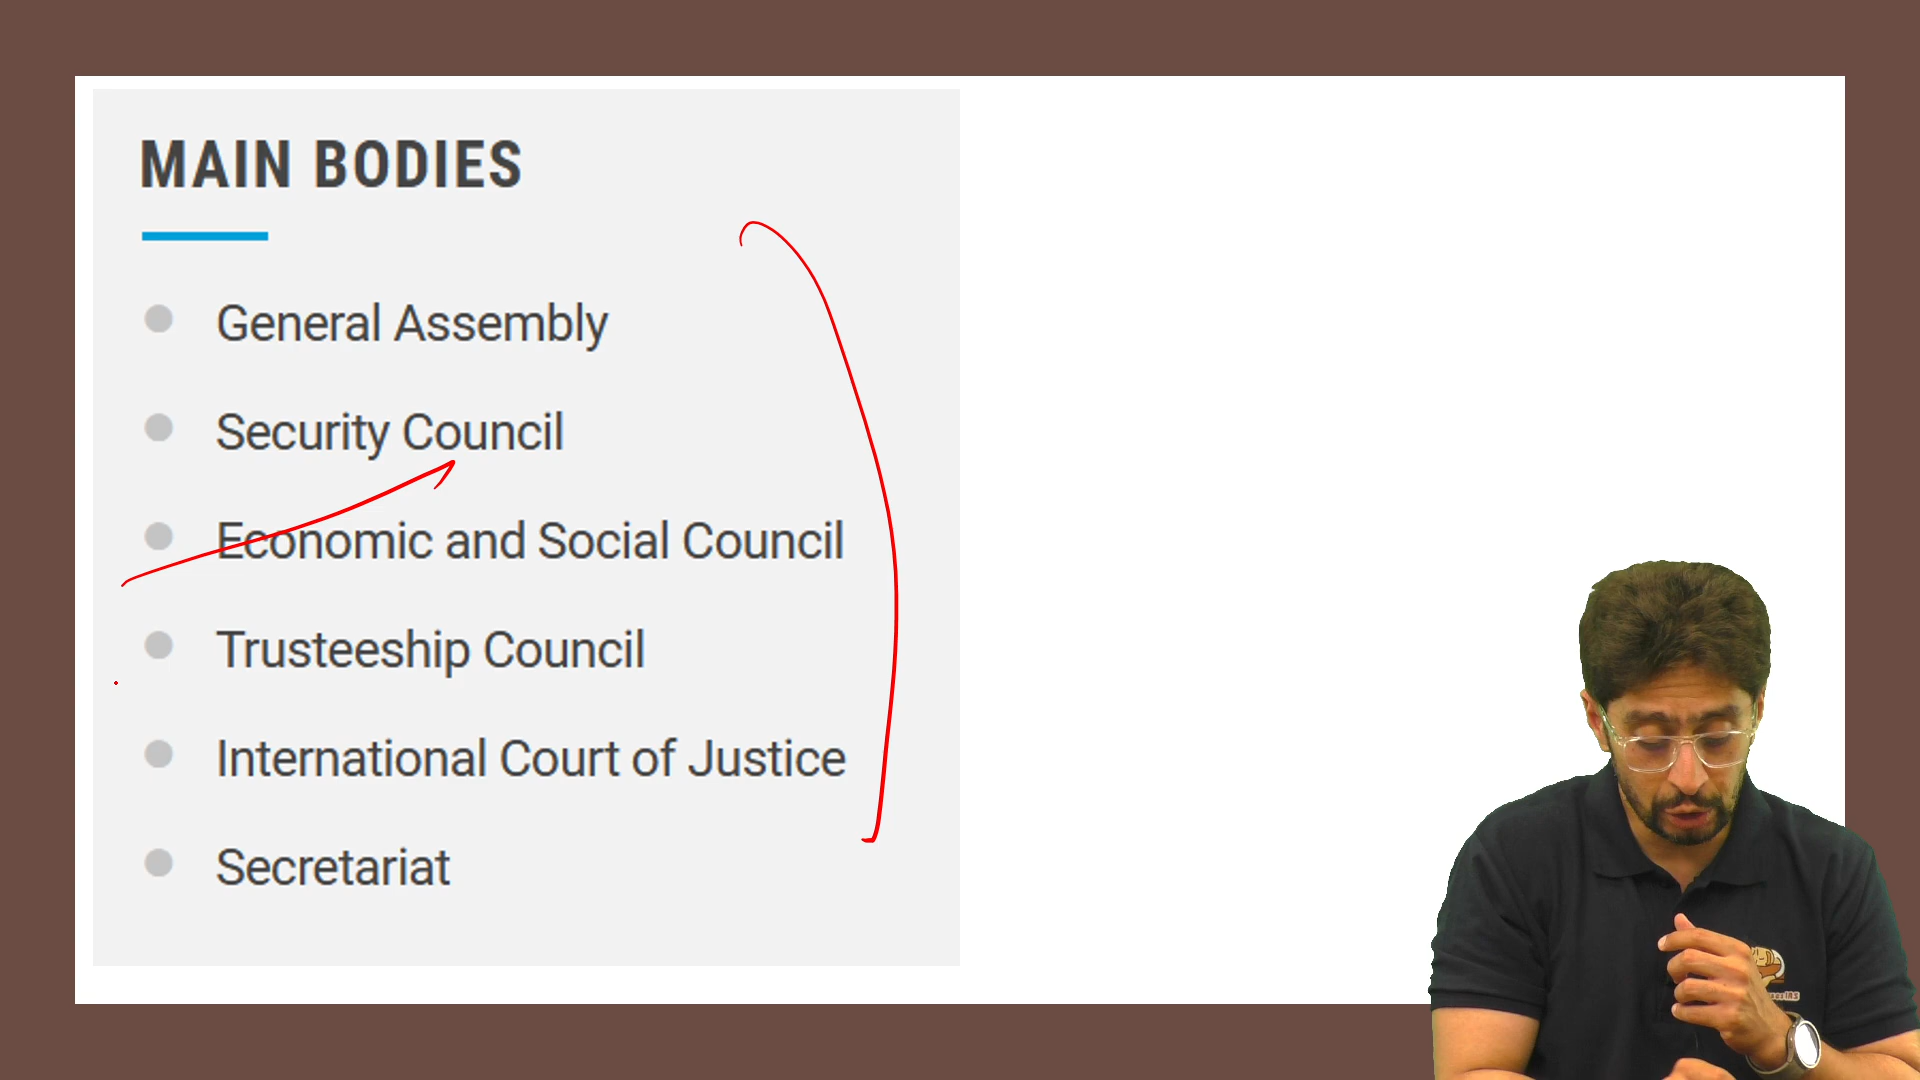 MAIN BODIES
General Assembly
Security Council
Economic and Social Council
Trusteeship Council
International Court of Justice
Secretariat